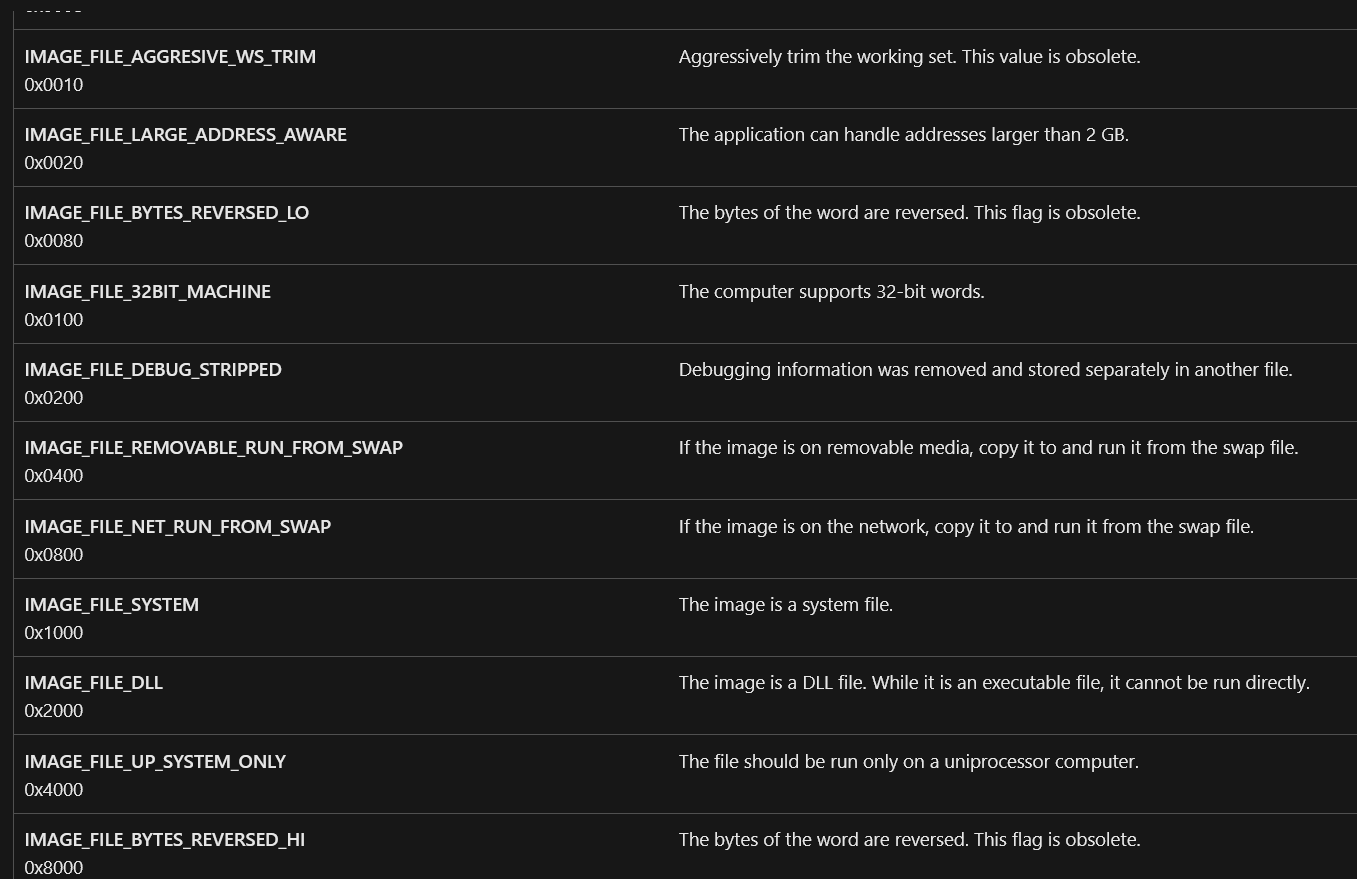 IMAGE_FILE_AGGRESIVE_WS_TRIM
0x0010
Aggressively trim the working set. This value is obsolete.
IMAGE_FILE_LARGE_ADDRESS_AWARE
0x0020
The application can handle addresses larger than 2 GB.
IMAGE_FILE_BYTES_REVERSED_LO
0x0080
The bytes of the word are reversed. This flag is obsolete.
IMAGE_FILE_32BIT_MACHINE
0x0100
The computer supports 32-bit words.
IMAGE_FILE_DEBUG_STRIPPED
0x0200
Debugging information was removed and stored separately in another file.
IMAGE_FILE_REMOVABLE_RUN_FROM_SWAP
0x0400
If the image is on removable media, copy it to and run it from the swap file.
IMAGE_FILE_NET_RUN_FROM_SWAP
0x0800
If the image is on the network, copy it to and run it from the swap file.
IMAGE_FILE_SYSTEM
0x1000
The image is a system file.
IMAGE_FILE_DLL
0x2000
The image is a DLL file. While it is an executable file, it cannot be run directly.
IMAGE_FILE_UP_SYSTEM_ONLY
0x4000
The file should be run only on a uniprocessor computer.
IMAGE_FILE_BYTES_REVERSED_HI
0x8000
The bytes of the word are reversed. This flag is obsolete.